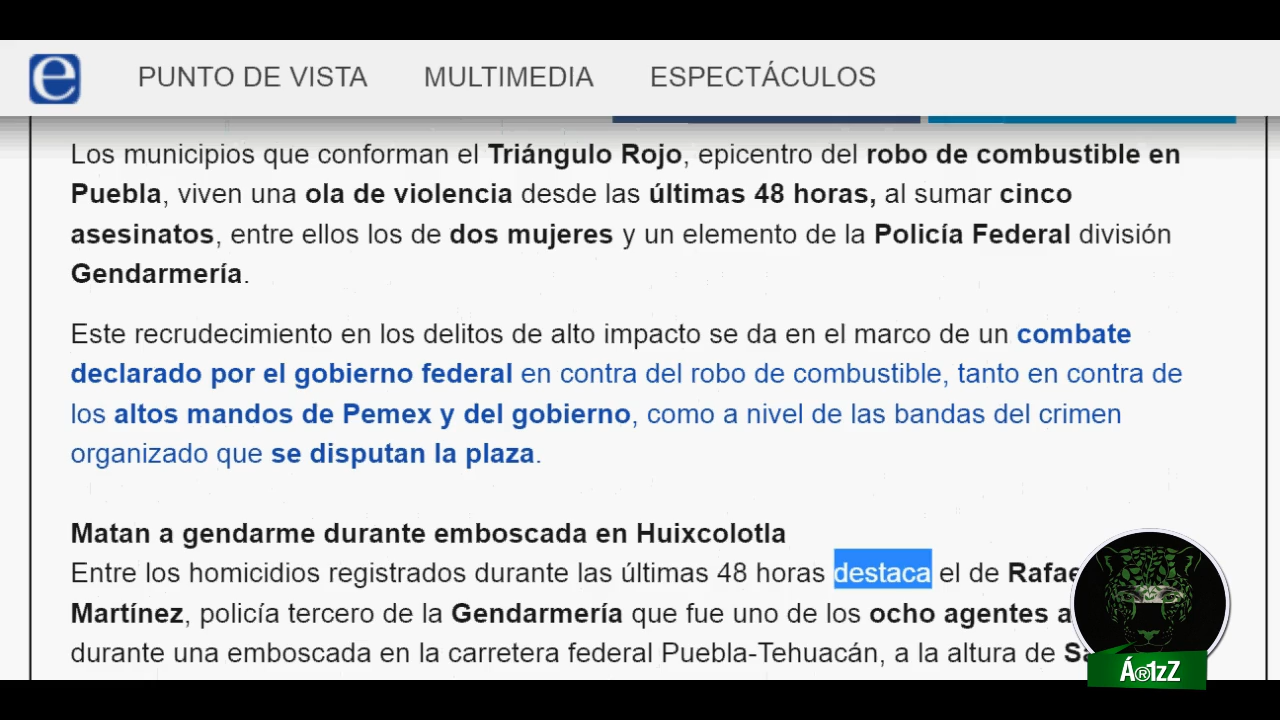 e PUNTO DE VISTA MULTIMEDIA ESPECTÁCULOS
Los municipios que conforman el Triángulo Rojo, epicentro del robo de combustible en
Puebla, viven una ola de violencia desde las últimas 48 horas, al sumar cinco
asesinatos, entre ellos los de dos mujeres y un elemento de la Policía Federal división
Gendarmería.
Este recrudecimiento en los delitos de alto impacto se da en el marco de un combate
declarado por el gobierno federal en contra del robo de combustible, tanto en contra de
los altos mandos de Pemex y del gobierno, como a nivel de las bandas del crimen
organizado que se disputan la plaza.
Matan a gendarme durante emboscada en Huixcolotla
Entre los homicidios registrados durante las últimas 48 horas destaca el de
Martínez, policía tercero de la Gendarmería que fue uno de los ocho agentes
durante una emboscada en la carretera federal Puebla-Tehuacán, a la altura de
Á®1zZ